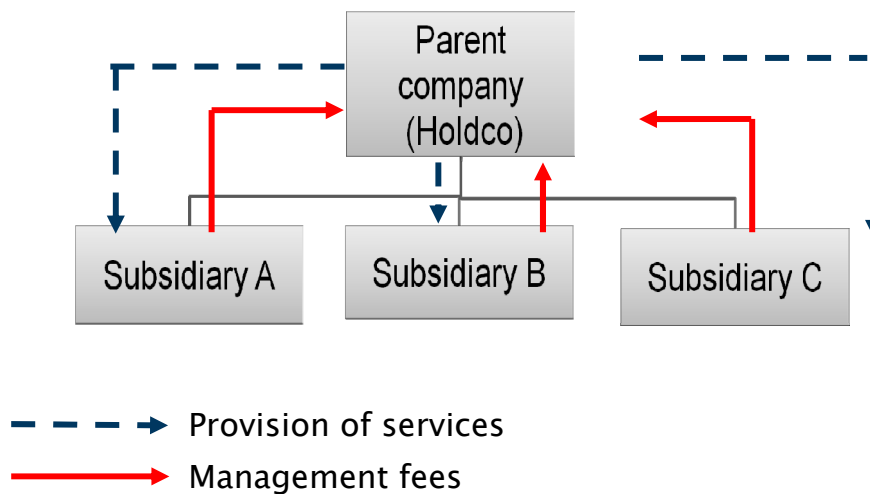 Parent
company
(Holdco)
Subsidiary A
Subsidiary B
Subsidiary C
Provision of services
Management fees